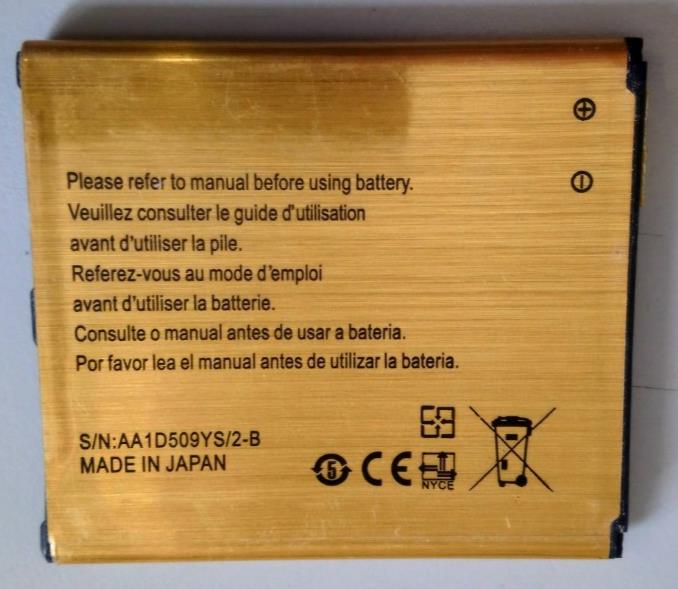 Please refer to manual before using battery.
Veuillez consulter le guide d'utilisation
avant d'utiliser la pile.
Referez-vous au mode d'emploi
avant d'utiliser la batterie.
Consulte o manual antes de usar a bateria.
Por favor lea el manual antes de utilizar la bateria.
S/N:AA1D509YS/2-B
MADE IN JAPAN
5 CE NYCE